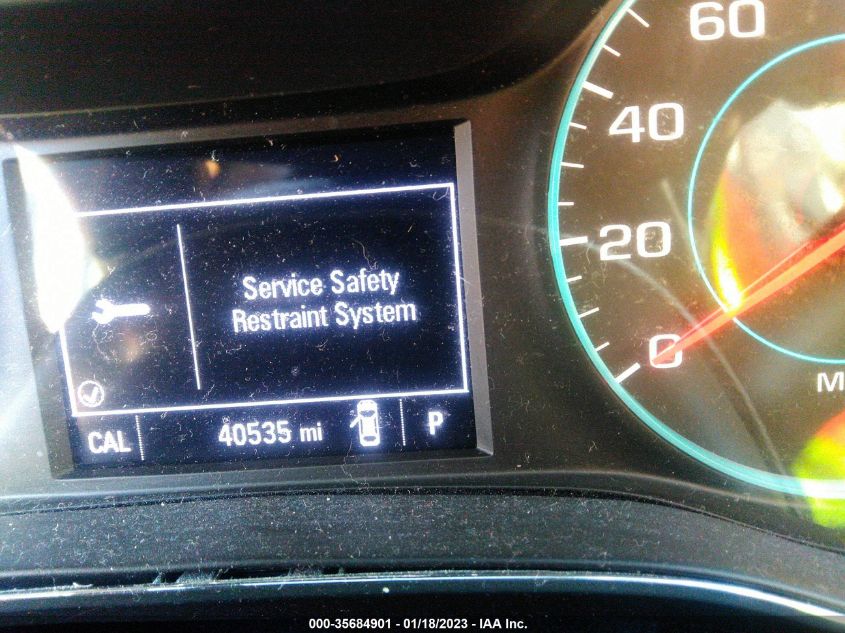 60
40
20
0
M
Service Safety
Restraint System
CAL
40535 mi
P
000-35684901 - 01/18/2023 - IAA Inc.